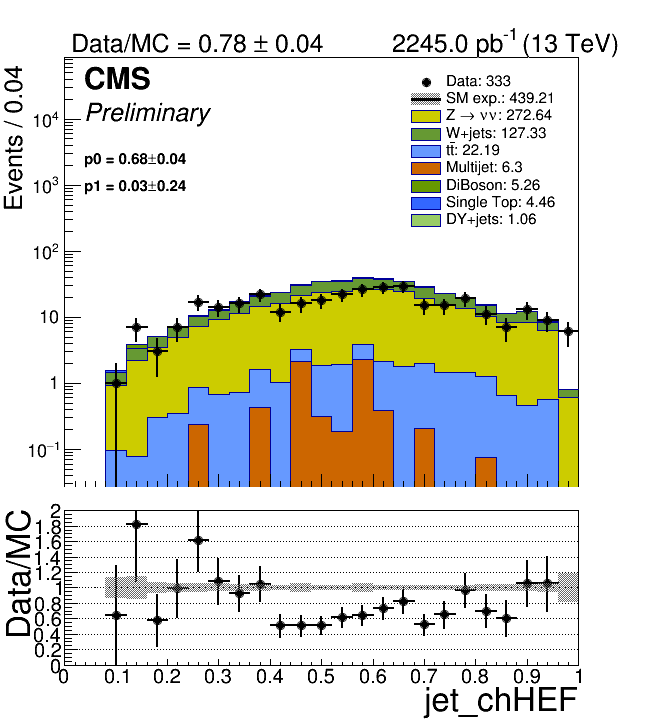 Data/MC = 0.78 ± 0.04 2245.0 pb⁻¹ (13 TeV)
CMS
Preliminary
p0 = 0.68±0.04
p1 = 0.03±0.24
Data: 333
SM exp.: 439.21
Z → νν: 272.64
W+jets: 127.33
tt̄: 22.19
Multijet: 6.3
DiBoson: 5.26
Single Top: 4.46
DY+jets: 1.06
Events / 0.04
10⁴
10³
10²
10
1
10⁻¹
Data/MC
2
1.8
1.6
1.4
1.2
1
0.8
0.6
0.4
0.2
0
0 0.1 0.2 0.3 0.4 0.5 0.6 0.7 0.8 0.9 1
jet_chHEF